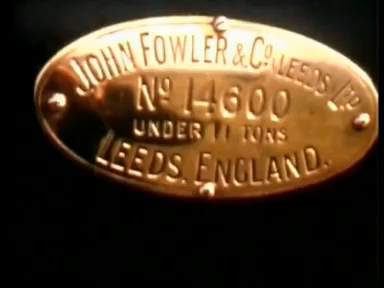 JOHN FOWLER & Co. LEEDS LTD
No 14600
UNDER 11 TONS
LEEDS, ENGLAND.